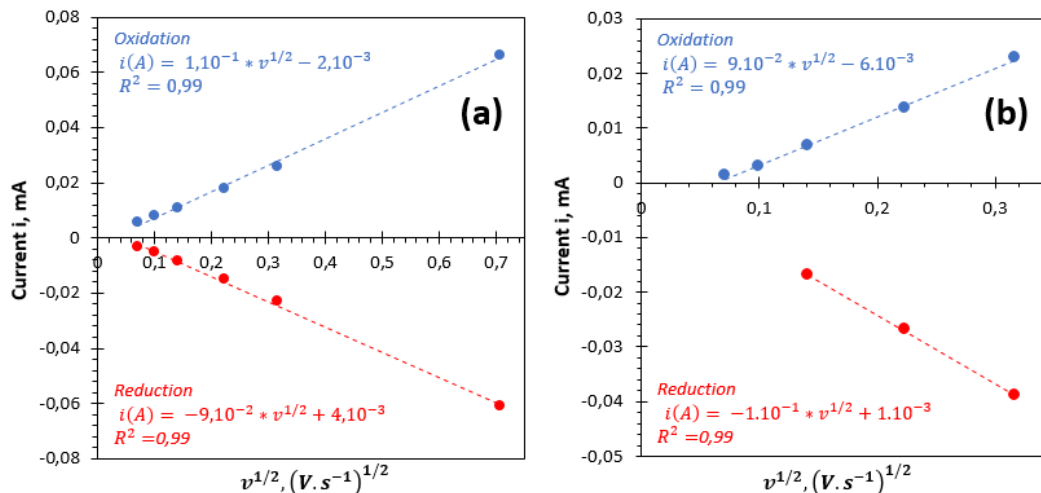 0,08
0,06
0,04
0,02
0
-0,02
-0,04
-0,06
-0,08
Current i, mA
Oxidation
i(A) = 1,10⁻¹ * v^{1/2} − 2,10⁻³
R² = 0,99
(a)
0 0,1 0,2 0,3 0,4 0,5 0,6 0,7
Reduction
i(A) = −9,10⁻² * v^{1/2} + 4,10⁻³
R² =0,99
v^{1/2}, (V.s⁻¹)^{1/2}
0,03
0,02
0,01
0
-0,01
-0,02
-0,03
-0,04
-0,05
Current i, mA
Oxidation
i(A) = 9.10⁻² * v^{1/2} − 6.10⁻³
R² = 0,99
(b)
0 0,1 0,2 0,3
Reduction
i(A) = −1.10⁻¹ * v^{1/2} + 1.10⁻³
R² =0,99
v^{1/2}, (V.s⁻¹)^{1/2}